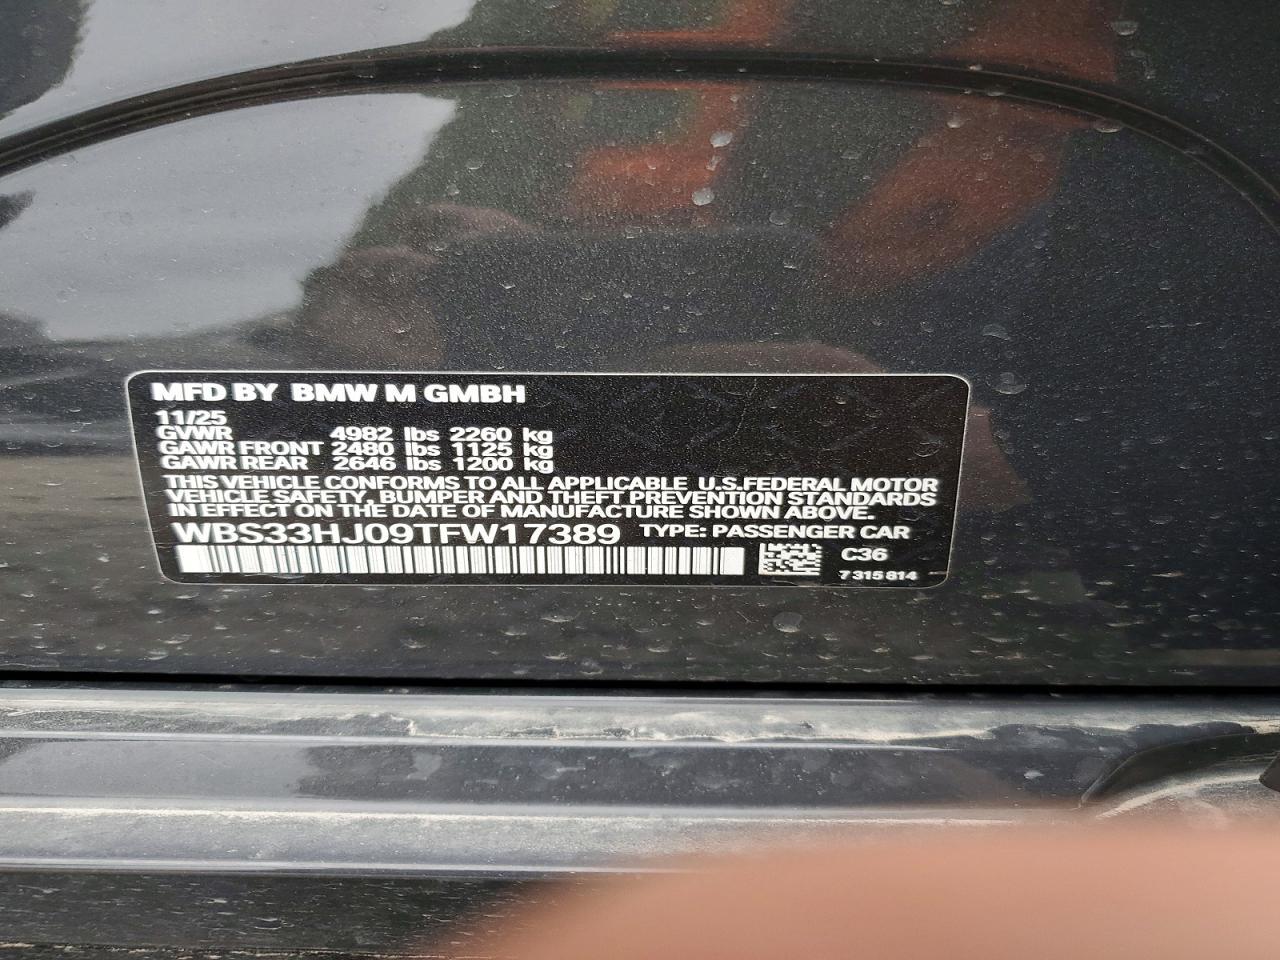 MFD BY BMW M GMBH
11/25
GVWR 4982 lbs 2260 kg
GAWR FRONT 2480 lbs 1125 kg
GAWR REAR 2646 lbs 1200 kg
THIS VEHICLE CONFORMS TO ALL APPLICABLE U.S.FEDERAL MOTOR
VEHICLE SAFETY, BUMPER AND THEFT PREVENTION STANDARDS
IN EFFECT ON THE DATE OF MANUFACTURE SHOWN ABOVE.
WBS33HJ09TFW17389 TYPE: PASSENGER CAR
C36
7 315 814